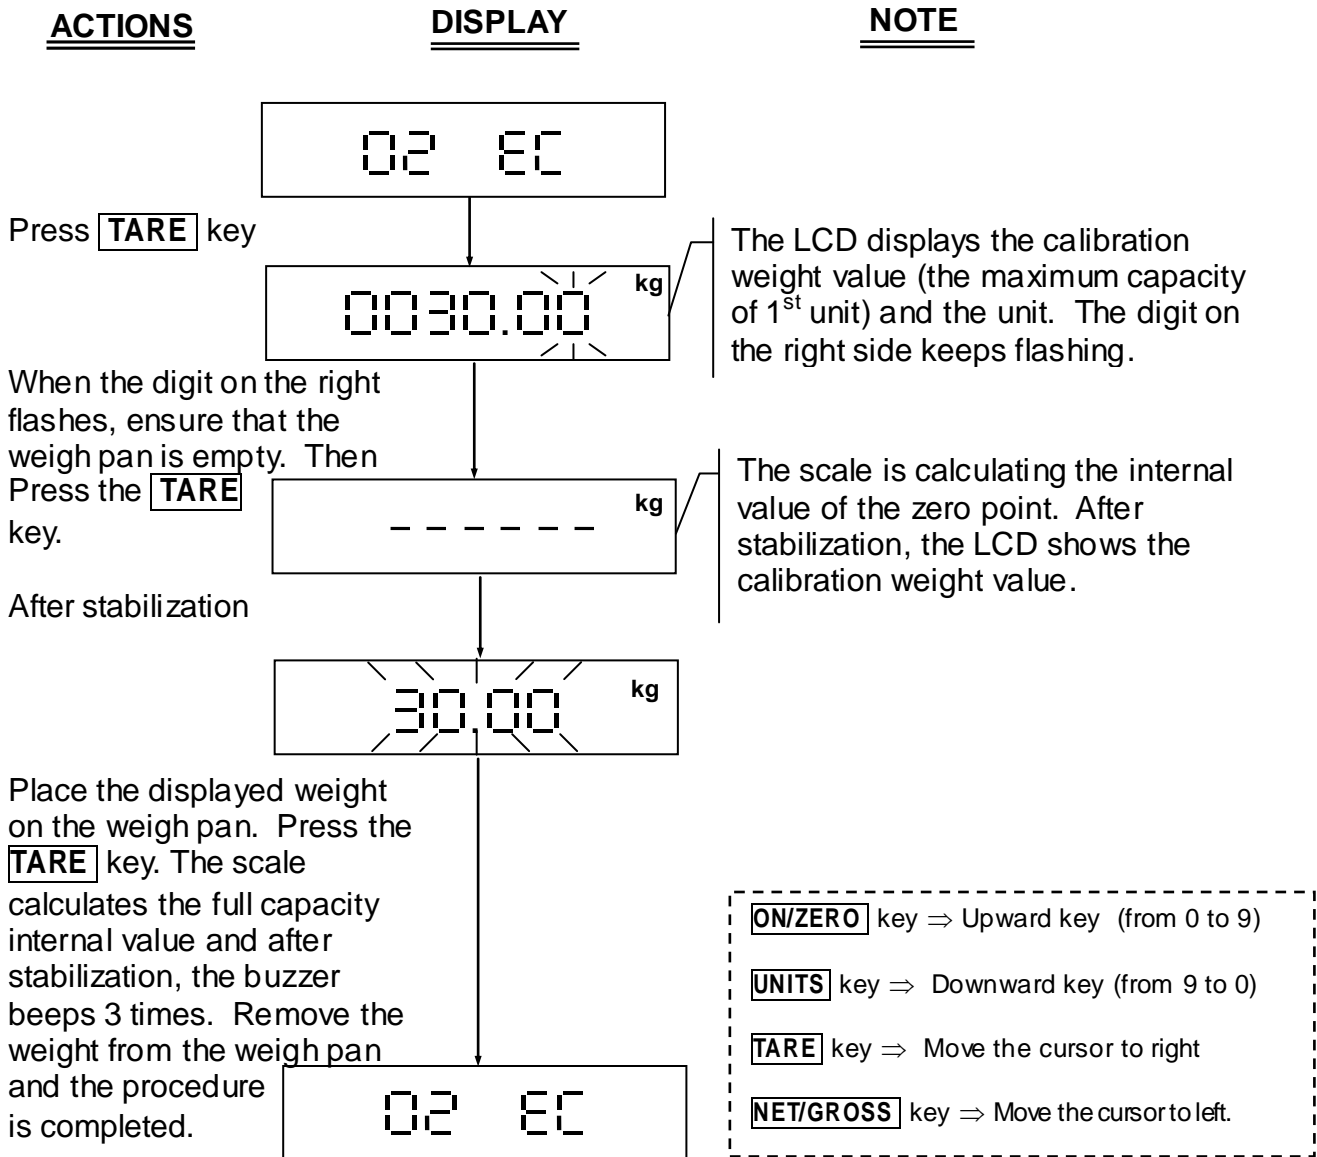 ACTIONS DISPLAY NOTE
02 EC
Press TARE key
0030.00 kg
The LCD displays the calibration
weight value (the maximum capacity
of 1st unit) and the unit. The digit on
the right side keeps flashing.
When the digit on the right
flashes, ensure that the
weigh pan is empty. Then
Press the TARE
key.
– – – – – – kg
The scale is calculating the internal
value of the zero point. After
stabilization, the LCD shows the
calibration weight value.
After stabilization
30.00 kg
Place the displayed weight
on the weigh pan. Press the
TARE key. The scale
calculates the full capacity
internal value and after
stabilization, the buzzer
beeps 3 times. Remove the
weight from the weigh pan
and the procedure
is completed.
02 EC
ON/ZERO key ⇒ Upward key (from 0 to 9)
UNITS key ⇒ Downward key (from 9 to 0)
TARE key ⇒ Move the cursor to right
NET/GROSS key ⇒ Move the cursor to left.